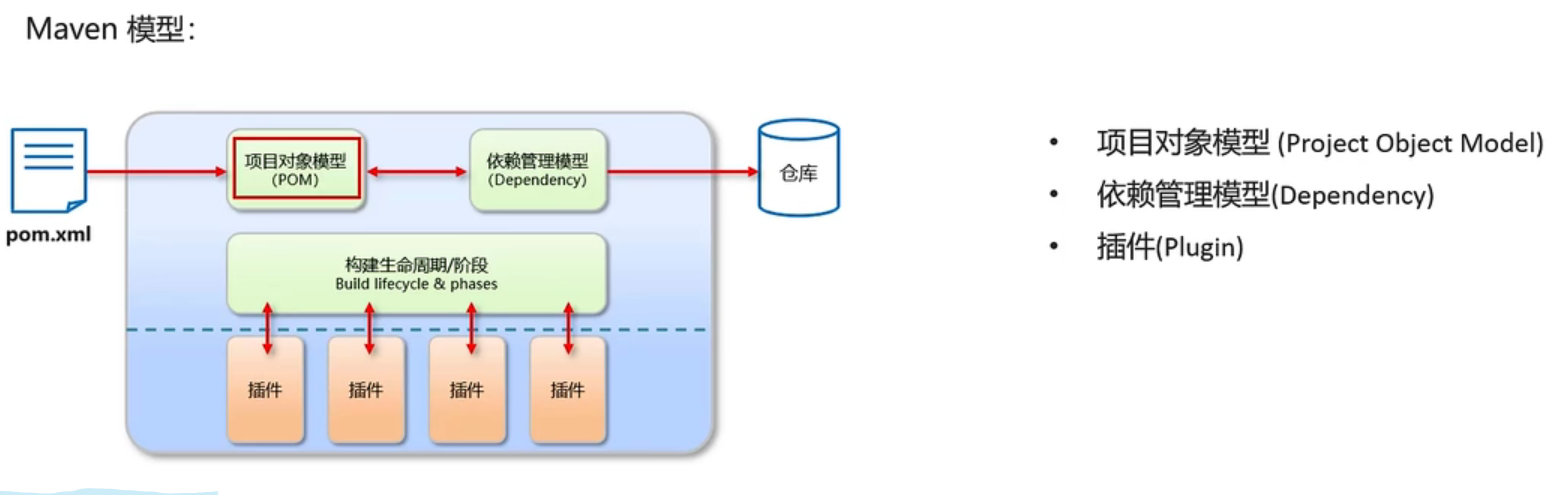 Maven 模型：
pom.xml
项目对象模型
(POM)
依赖管理模型
(Dependency)
仓库
构建生命周期/阶段
Build lifecycle & phases
插件
插件
插件
插件
• 项目对象模型 (Project Object Model)
• 依赖管理模型(Dependency)
• 插件(Plugin)